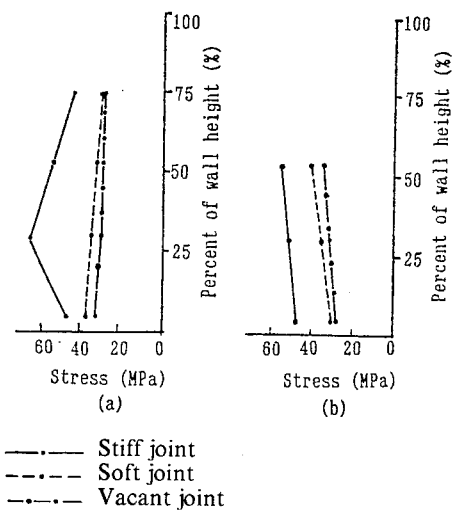 100
75
50
25
Percent of wall height (%)
60 40 20 0
Stress (MPa)
(a)
100
75
50
25
Percent of wall height (%)
60 40 20 0
Stress (MPa)
(b)
Stiff joint
Soft joint
Vacant joint